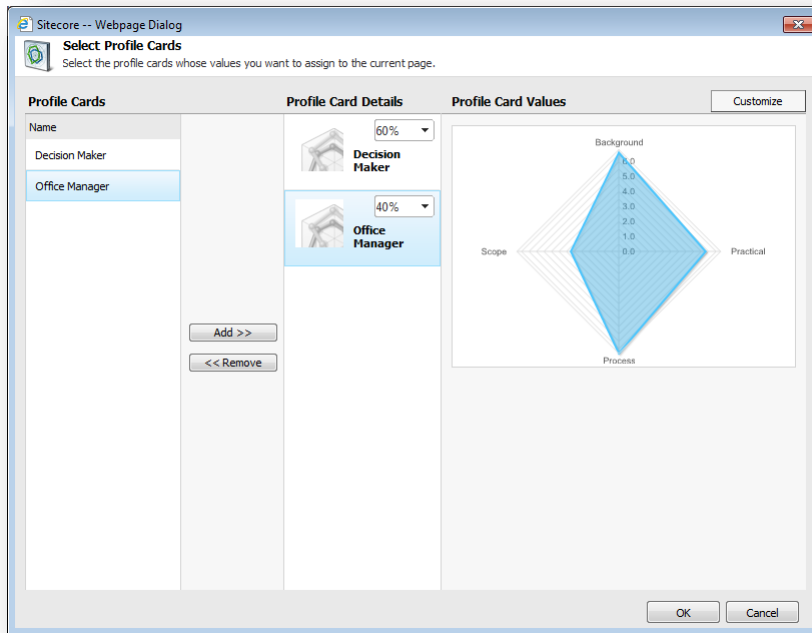 Sitecore -- Webpage Dialog
Select Profile Cards
Select the profile cards whose values you want to assign to the current page.
Profile Cards
Name
Decision Maker
Office Manager
Add >>
<< Remove
Profile Card Details
60%
Decision
Maker
40%
Office
Manager
Profile Card Values
Customize
Background
6.0
5.0
4.0
3.0
2.0
1.0
0.0
Scope
Practical
Process
OK
Cancel